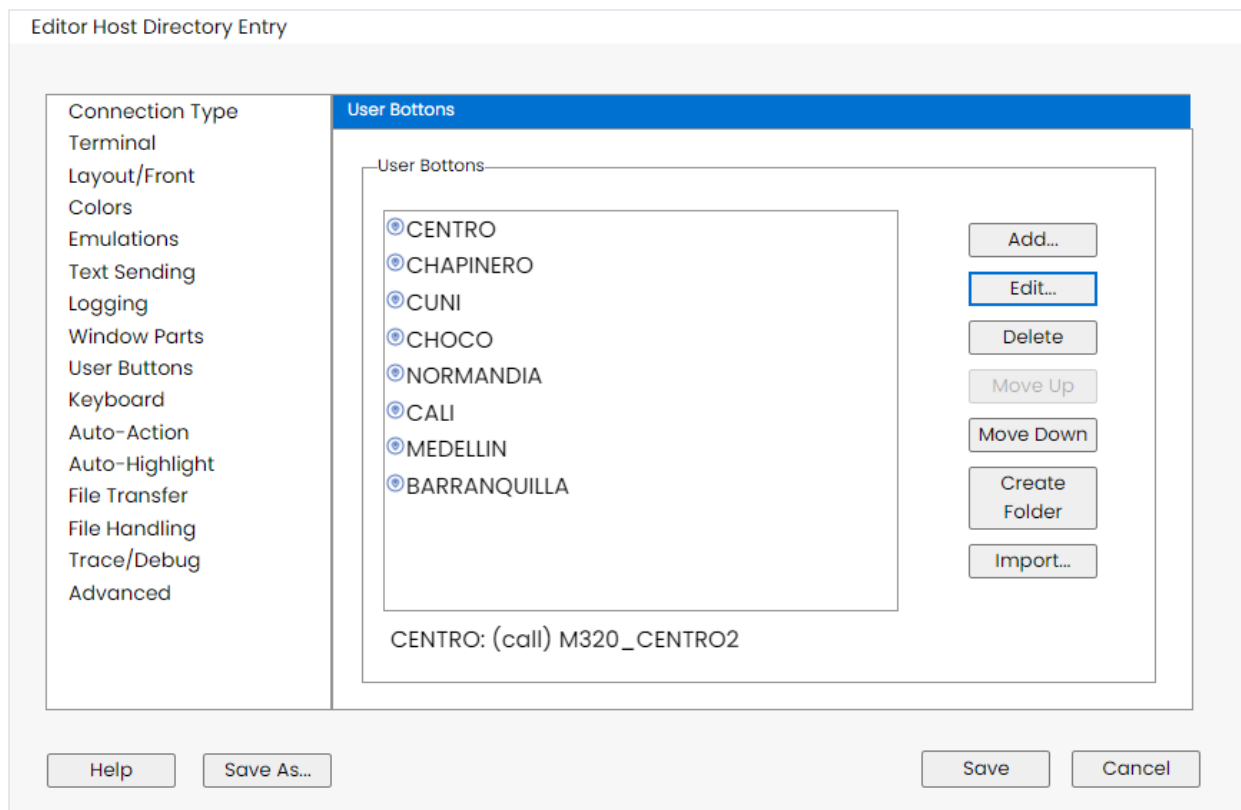 Editor Host Directory Entry
Connection Type
Terminal
Layout/Front
Colors
Emulations
Text Sending
Logging
Window Parts
User Buttons
Keyboard
Auto-Action
Auto-Highlight
File Transfer
File Handling
Trace/Debug
Advanced
User Bottons
User Bottons
CENTRO
CHAPINERO
CUNI
CHOCO
NORMANDIA
CALI
MEDELLIN
BARRANQUILLA
CENTRO: (call) M320_CENTRO2
Add...
Edit...
Delete
Move Up
Move Down
Create
Folder
Import...
Help
Save As...
Save
Cancel